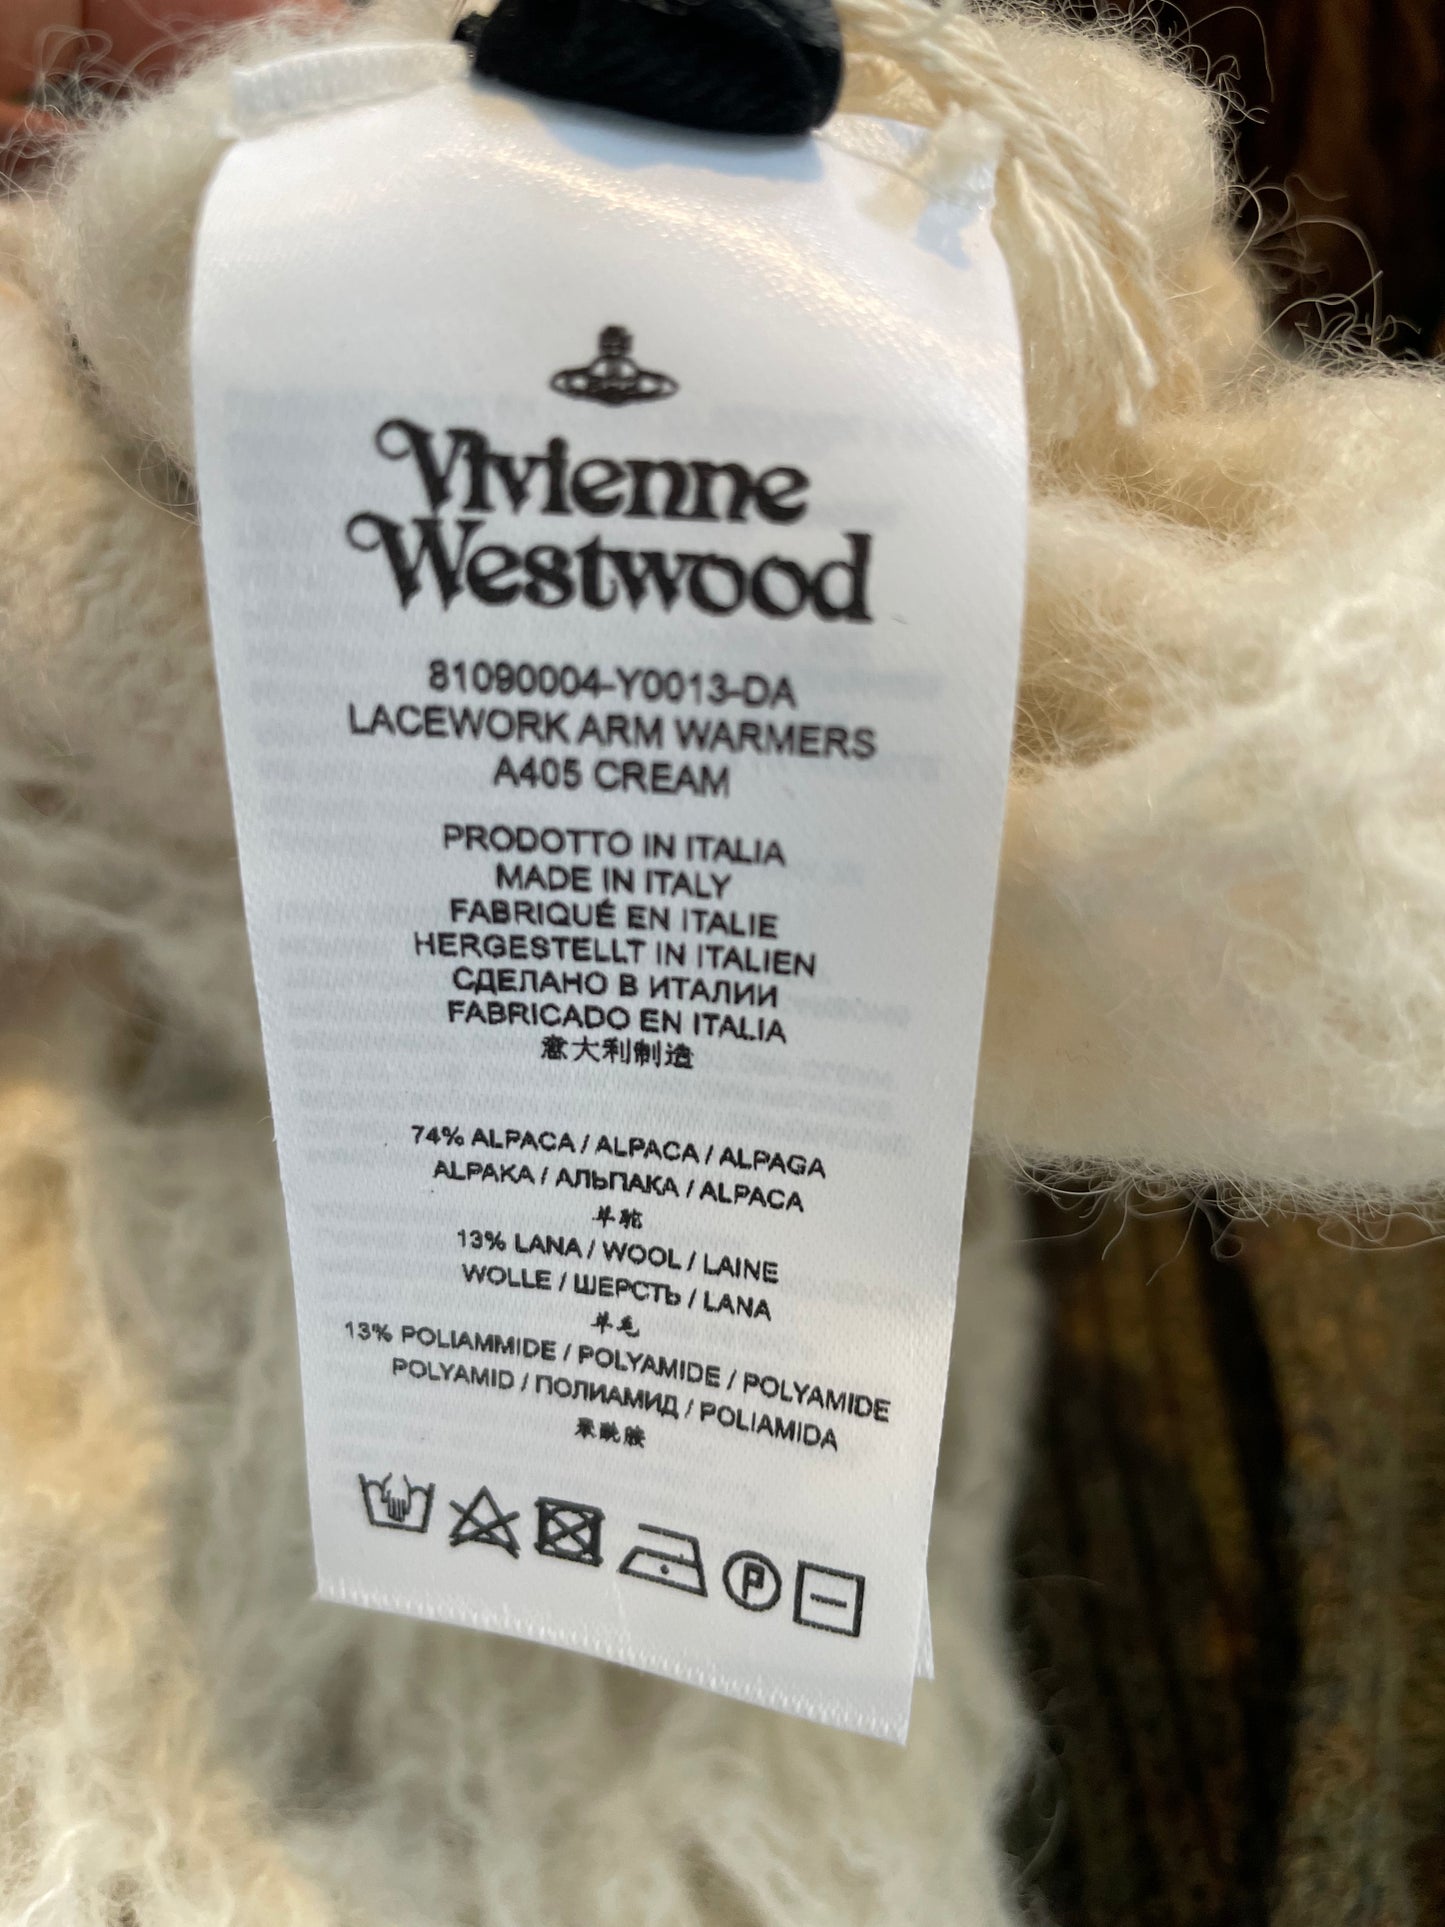 Vivienne
Westwood
81090004-Y0013-DA
LACEWORK ARM WARMERS
A405 CREAM
PRODOTTO IN ITALIA
MADE IN ITALY
FABRIQUÉ EN ITALIE
HERGESTELLT IN ITALIEN
СДЕЛАНО В ИТАЛИИ
FABRICADO EN ITALIA
意大利制造
74% ALPACA / ALPACA / ALPAGA
ALPAKA / АЛЬПАКА / ALPACA
羊驼
13% LANA / WOOL / LAINE
WOLLE / ШЕРСТЬ / LANA
羊毛
13% POLIAMMIDE / POLYAMIDE / POLYAMIDE
POLYAMID / ПОЛИАМИД / POLIAMIDA
聚酰胺
P